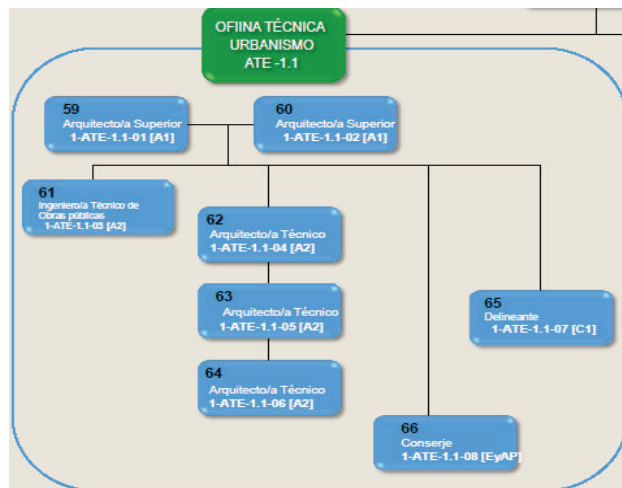 OFIINA TÉCNICA
URBANISMO
ATE -1.1
59
Arquitecto/a Superior
1-ATE-1.1-01 [A1]
60
Arquitecto/a Superior
1-ATE-1.1-02 [A1]
61
Ingeniero/a Técnico de
Obras públicas
1-ATE-1.1-03 [A2]
62
Arquitecto/a Técnico
1-ATE-1.1-04 [A2]
63
Arquitecto/a Técnico
1-ATE-1.1-05 [A2]
64
Arquitecto/a Técnico
1-ATE-1.1-06 [A2]
65
Delineante
1-ATE-1.1-07 [C1]
66
Conserje
1-ATE-1.1-08 [EyAP]